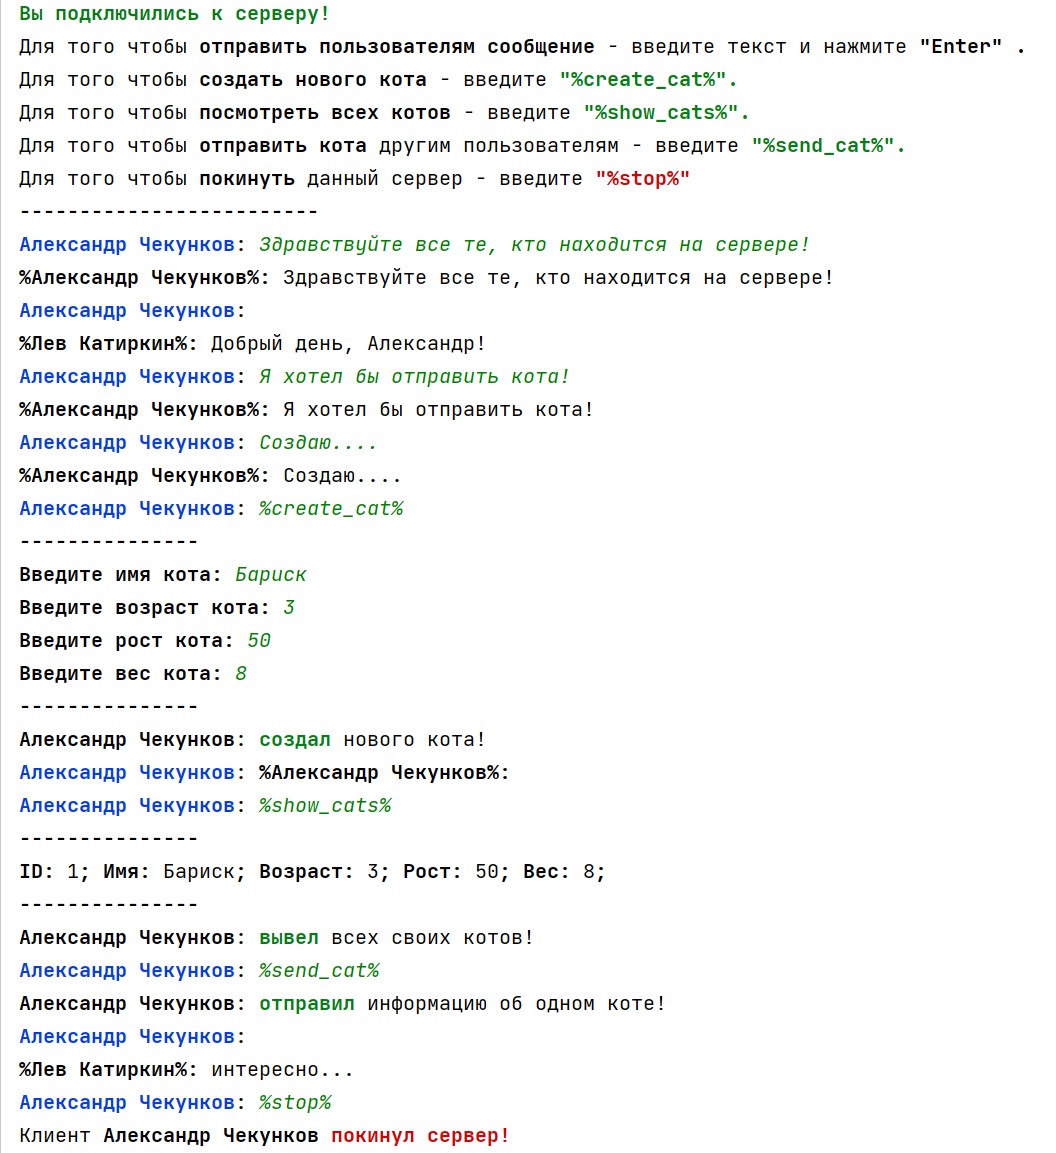 Вы подключились к серверу!
Для того чтобы отправить пользователям сообщение - введите текст и нажмите "Enter" .
Для того чтобы создать нового кота - введите "%create_cat%".
Для того чтобы посмотреть всех котов - введите "%show_cats%".
Для того чтобы отправить кота другим пользователям - введите "%send_cat%".
Для того чтобы покинуть данный сервер - введите "%stop%"
-------------------------
Александр Чекунков: Здравствуйте все те, кто находится на сервере!
%Александр Чекунков%: Здравствуйте все те, кто находится на сервере!
Александр Чекунков:
%Лев Катиркин%: Добрый день, Александр!
Александр Чекунков: Я хотел бы отправить кота!
%Александр Чекунков%: Я хотел бы отправить кота!
Александр Чекунков: Создаю....
%Александр Чекунков%: Создаю....
Александр Чекунков: %create_cat%
---------------
Введите имя кота: Бариск
Введите возраст кота: 3
Введите рост кота: 50
Введите вес кота: 8
---------------
Александр Чекунков: создал нового кота!
Александр Чекунков: %Александр Чекунков%:
Александр Чекунков: %show_cats%
---------------
ID: 1; Имя: Бариск; Возраст: 3; Рост: 50; Вес: 8;
---------------
Александр Чекунков: вывел всех своих котов!
Александр Чекунков: %send_cat%
Александр Чекунков: отправил информацию об одном коте!
Александр Чекунков:
%Лев Катиркин%: интересно...
Александр Чекунков: %stop%
Клиент Александр Чекунков покинул сервер!